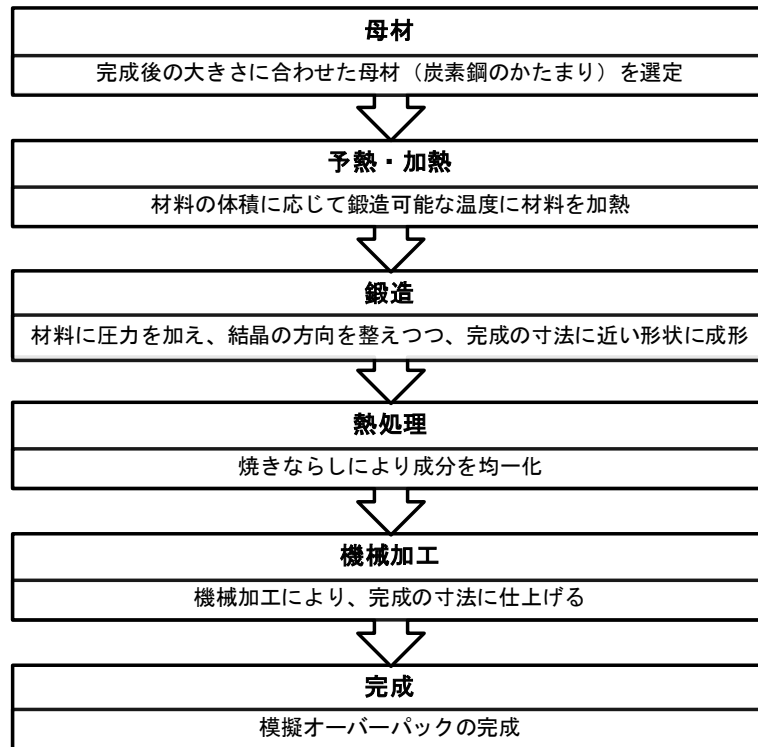 母材
完成後の大きさに合わせた母材（炭素鋼のかたまり）を選定
予熱・加熱
材料の体積に応じて鍛造可能な温度に材料を加熱
鍛造
材料に圧力を加え、結晶の方向を整えつつ、完成の寸法に近い形状に成形
熱処理
焼きならしにより成分を均一化
機械加工
機械加工により、完成の寸法に仕上げる
完成
模擬オーバーパックの完成